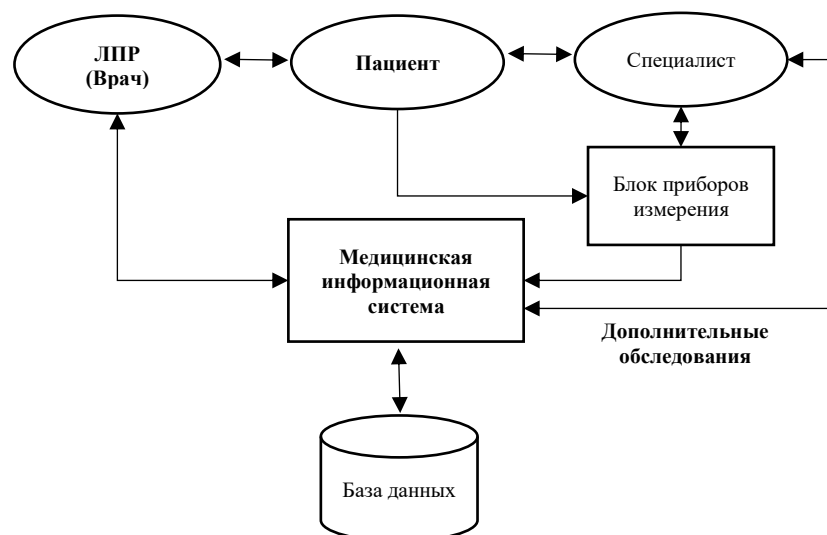 ЛПР
(Врач)
Пациент
Специалист
Блок приборов
измерения
Медицинская
информационная
система
Дополнительные
обследования
База данных